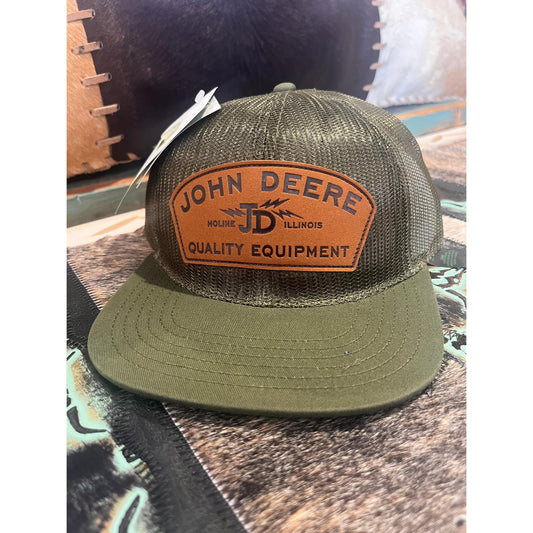 JOHN DEERE
MOLINE JD ILLINOIS
QUALITY EQUIPMENT